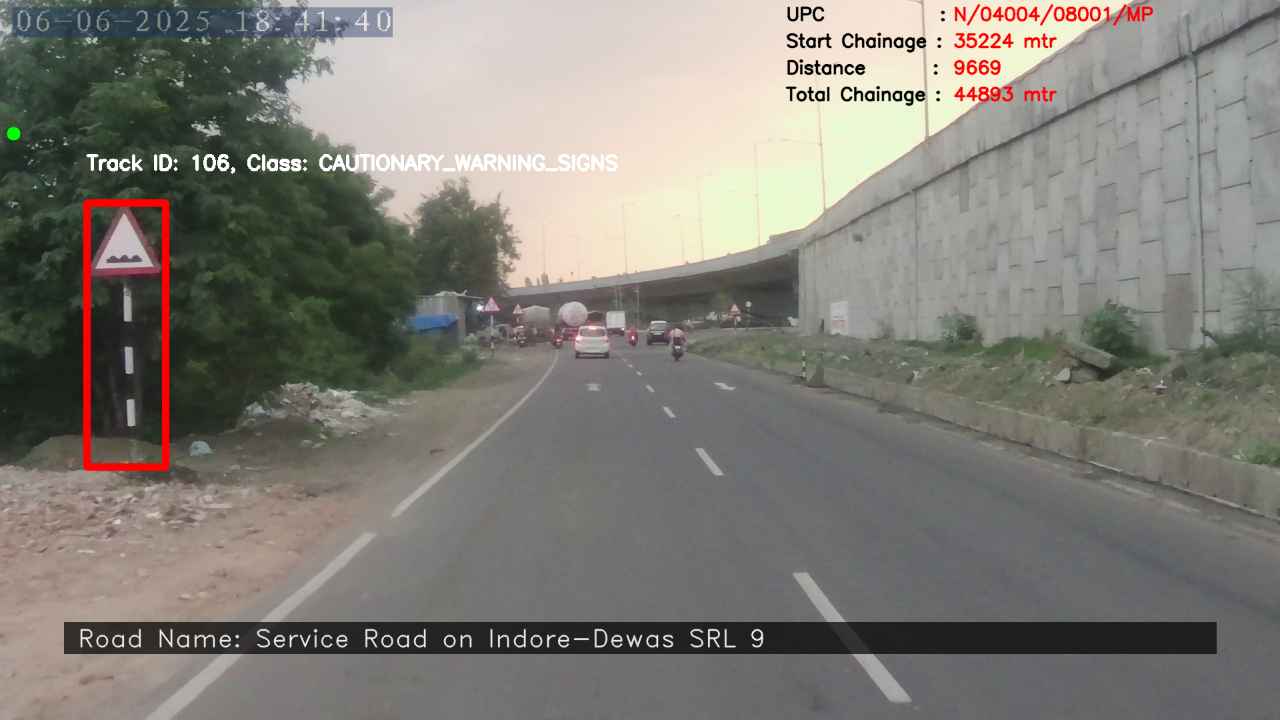 06-06-2025 18:41:40
UPC : N/04004/08001/MP
Start Chainage : 35224 mtr
Distance : 9669
Total Chainage : 44893 mtr
Track ID: 106, Class: CAUTIONARY_WARNING_SIGNS
Road Name: Service Road on Indore-Dewas SRL 9